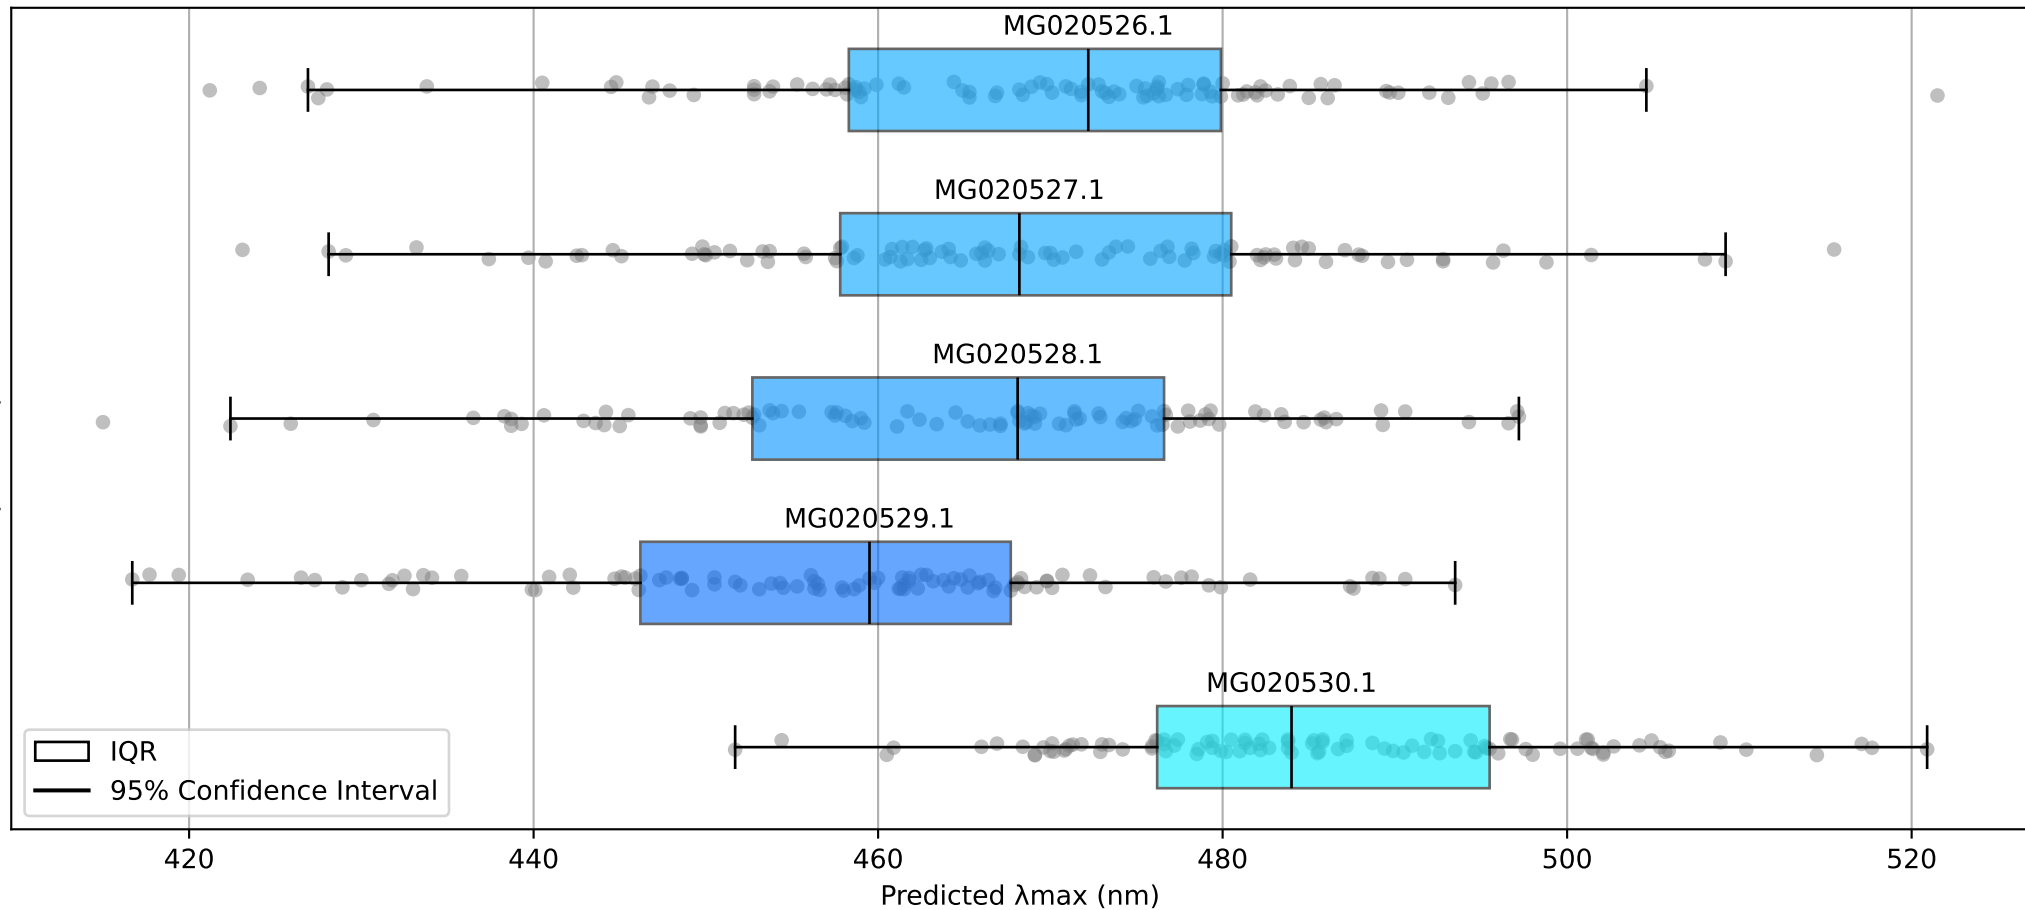 MG020526.1
MG020527.1
MG020528.1
MG020529.1
MG020530.1
IQR
95% Confidence Interval
420 440 460 480 500 520
Predicted λmax (nm)